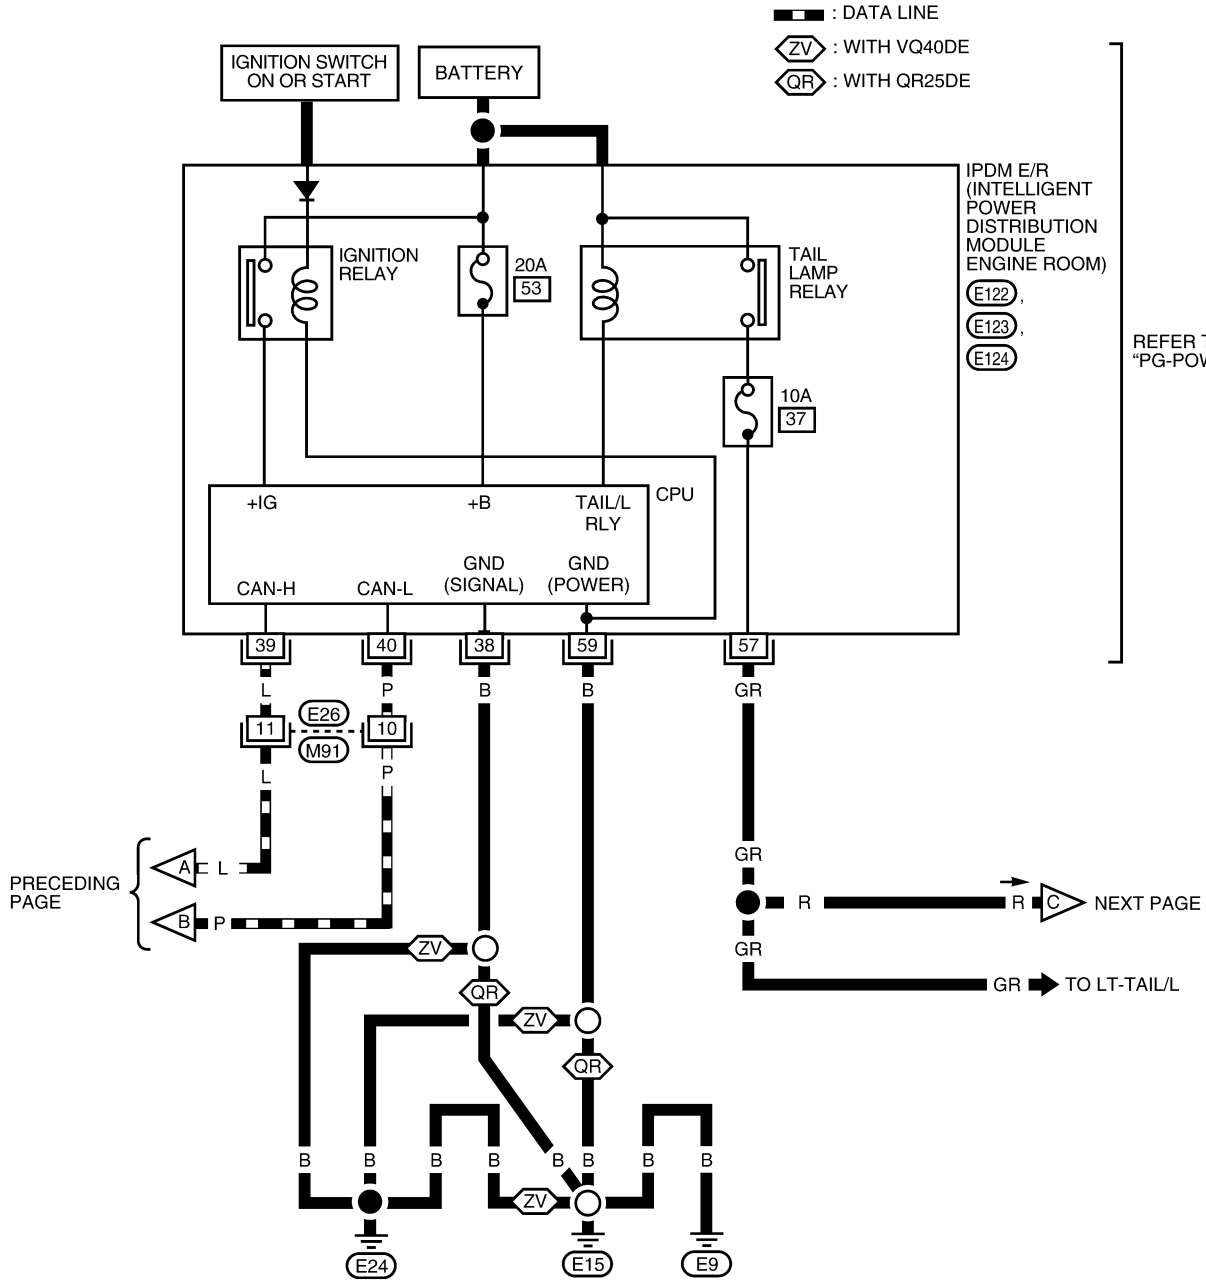 : DATA LINE
ZV : WITH VQ40DE
QR : WITH QR25DE
IGNITION SWITCH
ON OR START
BATTERY
IPDM E/R
(INTELLIGENT
POWER
DISTRIBUTION
MODULE
ENGINE ROOM)
E122 ,
E123 ,
E124
REFER T
“PG-POW
IGNITION
RELAY
20A
53
TAIL
LAMP
RELAY
10A
37
CPU
+IG +B TAIL/L
RLY
CAN-H CAN-L
GND
(SIGNAL)
GND
(POWER)
39 40 38 59 57
L P B B GR
11 E26 10
M91
L P
GR
PRECEDING
PAGE
A L
B P
R R C NEXT PAGE
GR
ZV
QR
GR TO LT-TAIL/L
ZV
QR
B B B B B B B B
ZV
E24 E15 E9